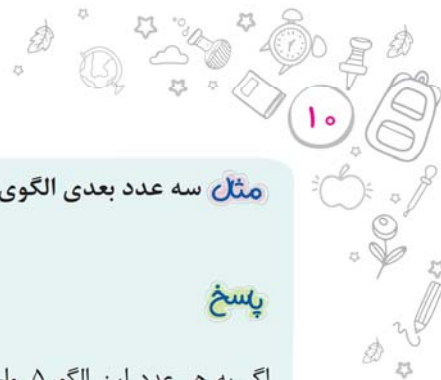 ۱۰
مثال سه عدد بعدی الگوی
پاسخ
اگر به هر عدد این الگو، ۵ واح